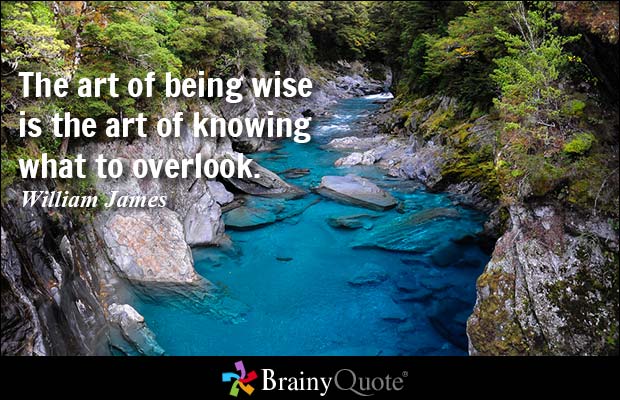 The art of being wise
is the art of knowing
what to overlook.
William James
BrainyQuote®